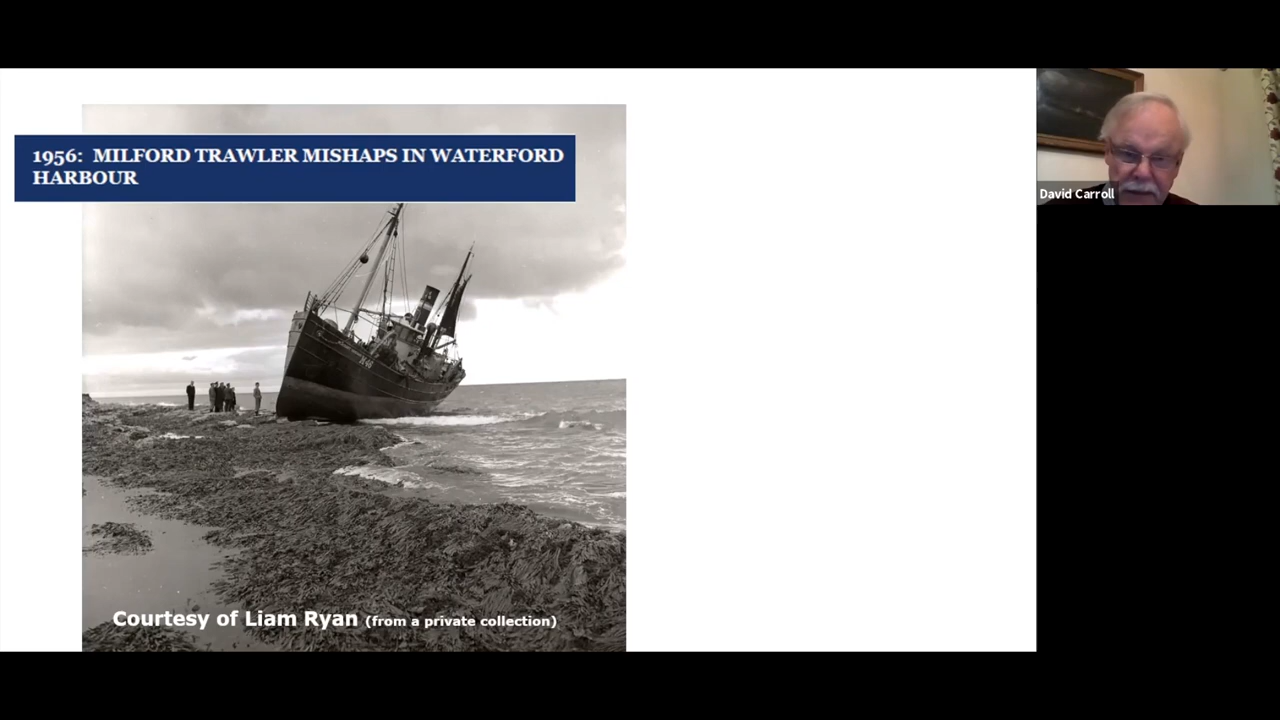 1956: MILFORD TRAWLER MISHAPS IN WATERFORD
HARBOUR
David Carroll
Courtesy of Liam Ryan (from a private collection)